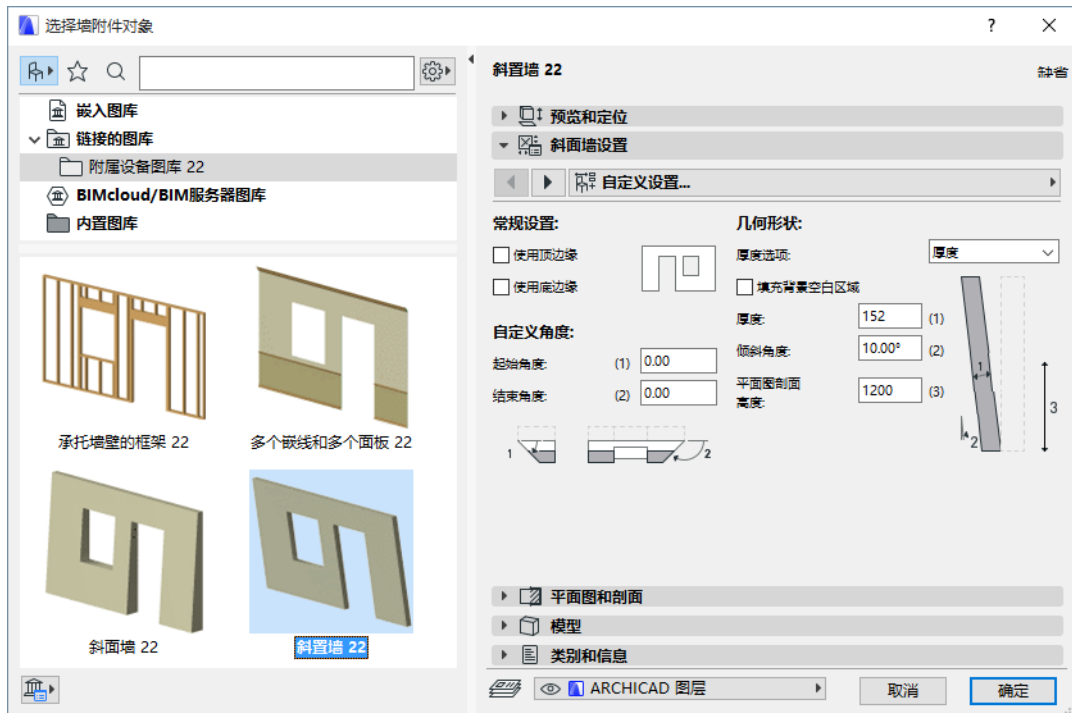 选择墙附件对象
?
嵌入图库
链接的图库
附属设备图库 22
BIMcloud/BIM服务器图库
内置图库
承托墙壁的框架 22
多个嵌线和多个面板 22
斜面墙 22
斜置墙 22
斜置墙 22
缺省
预览和定位
斜面墙设置
自定义设置...
常规设置:
使用顶边缘
使用底边缘
自定义角度:
起始角度: (1) 0.00
结束角度: (2) 0.00
1
2
几何形状:
厚度选项: 厚度
填充背景空白区域
厚度: 152 (1)
倾斜角度: 10.00° (2)
平面图剖面
高度: 1200 (3)
1
2
3
平面图和剖面
模型
类别和信息
ARCHICAD 图层
取消
确定